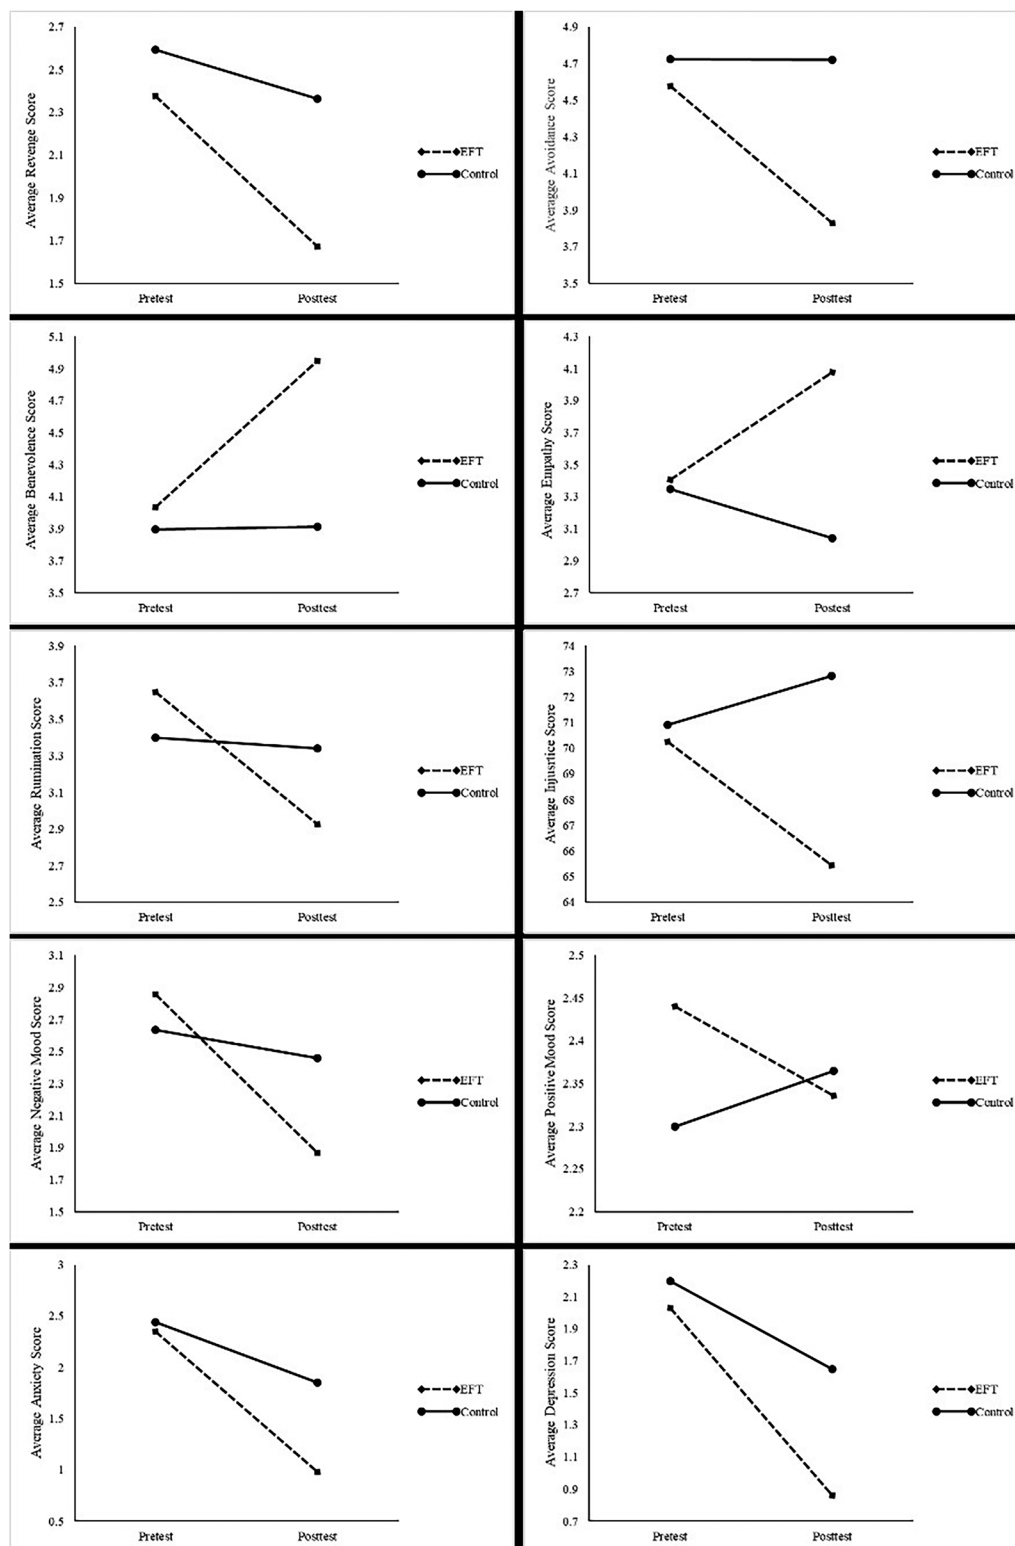 Average Revenge Score
2.7
2.5
2.3
2.1
1.9
1.7
1.5
Pretest
Posttest
EFT
Control
Averagge Avoidance Score
4.9
4.7
4.5
4.3
4.1
3.9
3.7
3.5
Pretest
Posttest
EFT
Control
Average Benevolence Score
5.1
4.9
4.7
4.5
4.3
4.1
3.9
3.7
3.5
Pretest
Posttest
EFT
Control
Average Empathy Score
4.3
4.1
3.9
3.7
3.5
3.3
3.1
2.9
2.7
Pretest
Posttest
EFT
Control
Average Rumination Score
3.9
3.7
3.5
3.3
3.1
2.9
2.7
2.5
Pretest
Posttest
EFT
Control
Average Injusrtice Score
74
73
72
71
70
69
68
67
66
65
64
Pretest
Posttest
EFT
Control
Average Negative Mood Score
3.1
2.9
2.7
2.5
2.3
2.1
1.9
1.7
1.5
Pretest
Posttest
EFT
Control
Average Positive Mood Score
2.5
2.45
2.4
2.35
2.3
2.25
2.2
Pretest
Posttest
EFT
Control
Average Anxiety Score
3
2.5
2
1.5
1
0.5
Pretest
Posttest
EFT
Control
Average Depression Score
2.3
2.1
1.9
1.7
1.5
1.3
1.1
0.9
0.7
Pretest
Posttest
EFT
Control